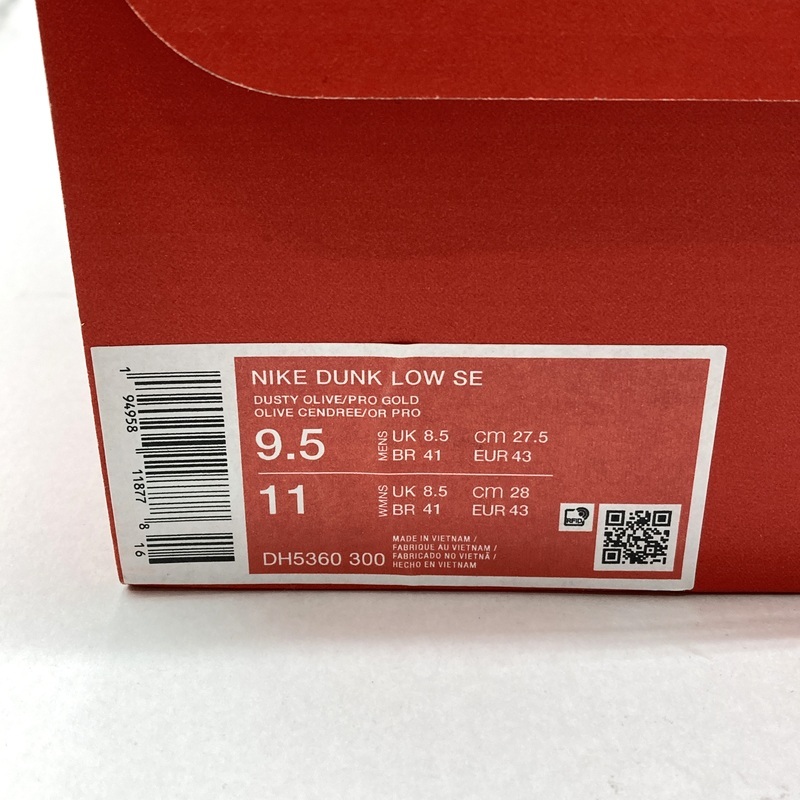 NIKE DUNK LOW SE
DUSTY OLIVE/PRO GOLD
OLIVE CENDREE/OR PRO
9.5 MENS UK 8.5 cm 27.5
BR 41 EUR 43
11 WMNS UK 8.5 cm 28
BR 41 EUR 43
DH5360 300
MADE IN VIETNAM /
FABRIQUE AU VIETNAM /
FABRICADO NO VIETNÃ /
HECHO EN VIETNAM
RFID
1 94958 11877 8 16